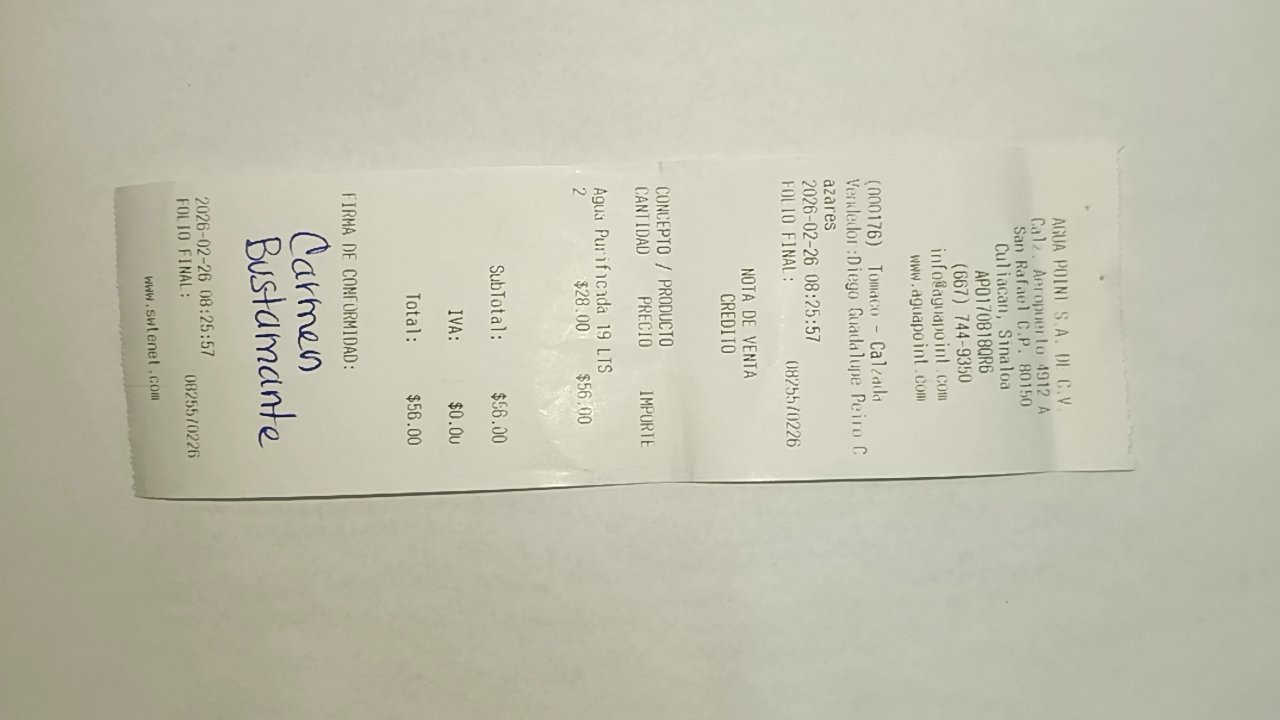 AGUA POINT S.A. DE C.V.
Calz. Aeropuerto 4912 A
San Rafael C.P. 80150
Culiacan, Sinaloa
APO170818QR6
(667) 744-9350
info@aguapoint.com
www.aguapoint.com
(000176) Tomaco - Calzada
Vendedor:Diego Guadalupe Peiro C
azares
2026-02-26 08:25:57
FOLIO FINAL: 0825570226
NOTA DE VENTA
CREDITO
CONCEPTO / PRODUCTO
CANTIDAD PRECIO IMPORTE
Agua Purificada 19 LTS
2 $28.00 $56.00
SubTotal: $56.00
IVA: $0.00
Total: $56.00
FIRMA DE CONFORMIDAD:
Carmen
Bustamante
2026-02-26 08:25:57
FOLIO FINAL: 0825570226
www.swtenet.com